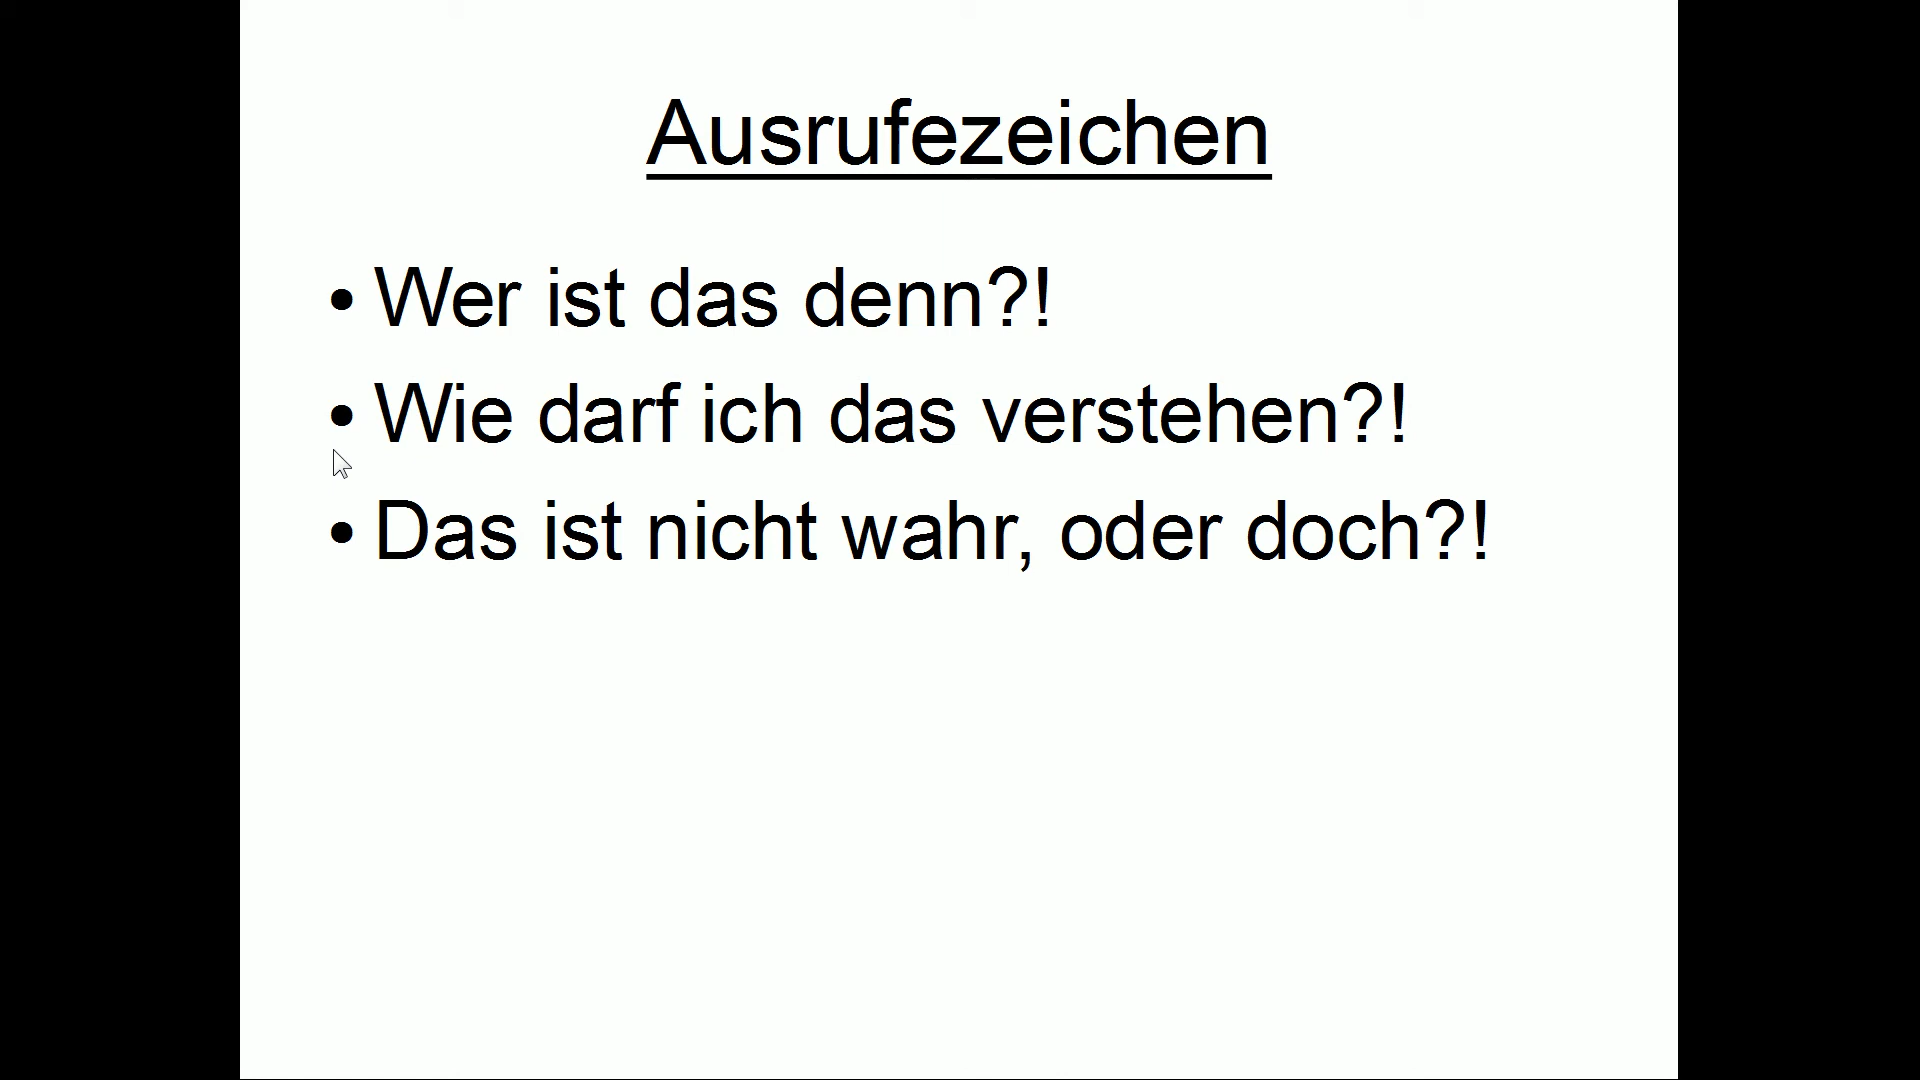 Ausrufezeichen
• Wer ist das denn?!
• Wie darf ich das verstehen?!
• Das ist nicht wahr, oder doch?!